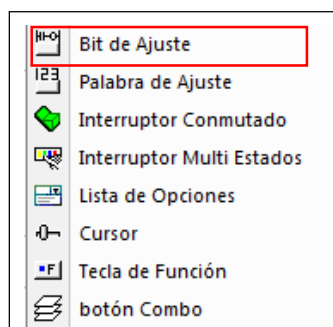 Bit de Ajuste
123 Palabra de Ajuste
Interruptor Conmutado
Interruptor Multi Estados
Lista de Opciones
Cursor
F Tecla de Función
botón Combo